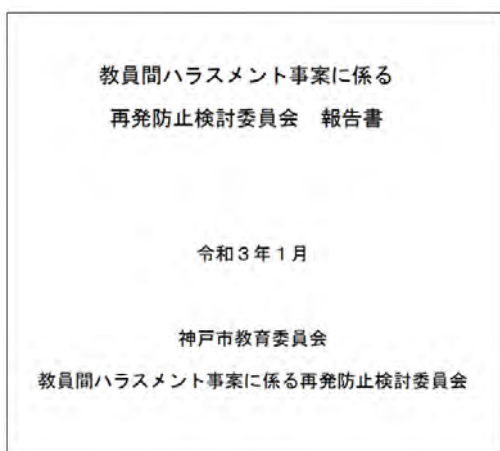 教員間ハラスメント事案に係る
再発防止検討委員会　報告書
令和３年１月
神戸市教育委員会
教員間ハラスメント事案に係る再発防止検討委員会